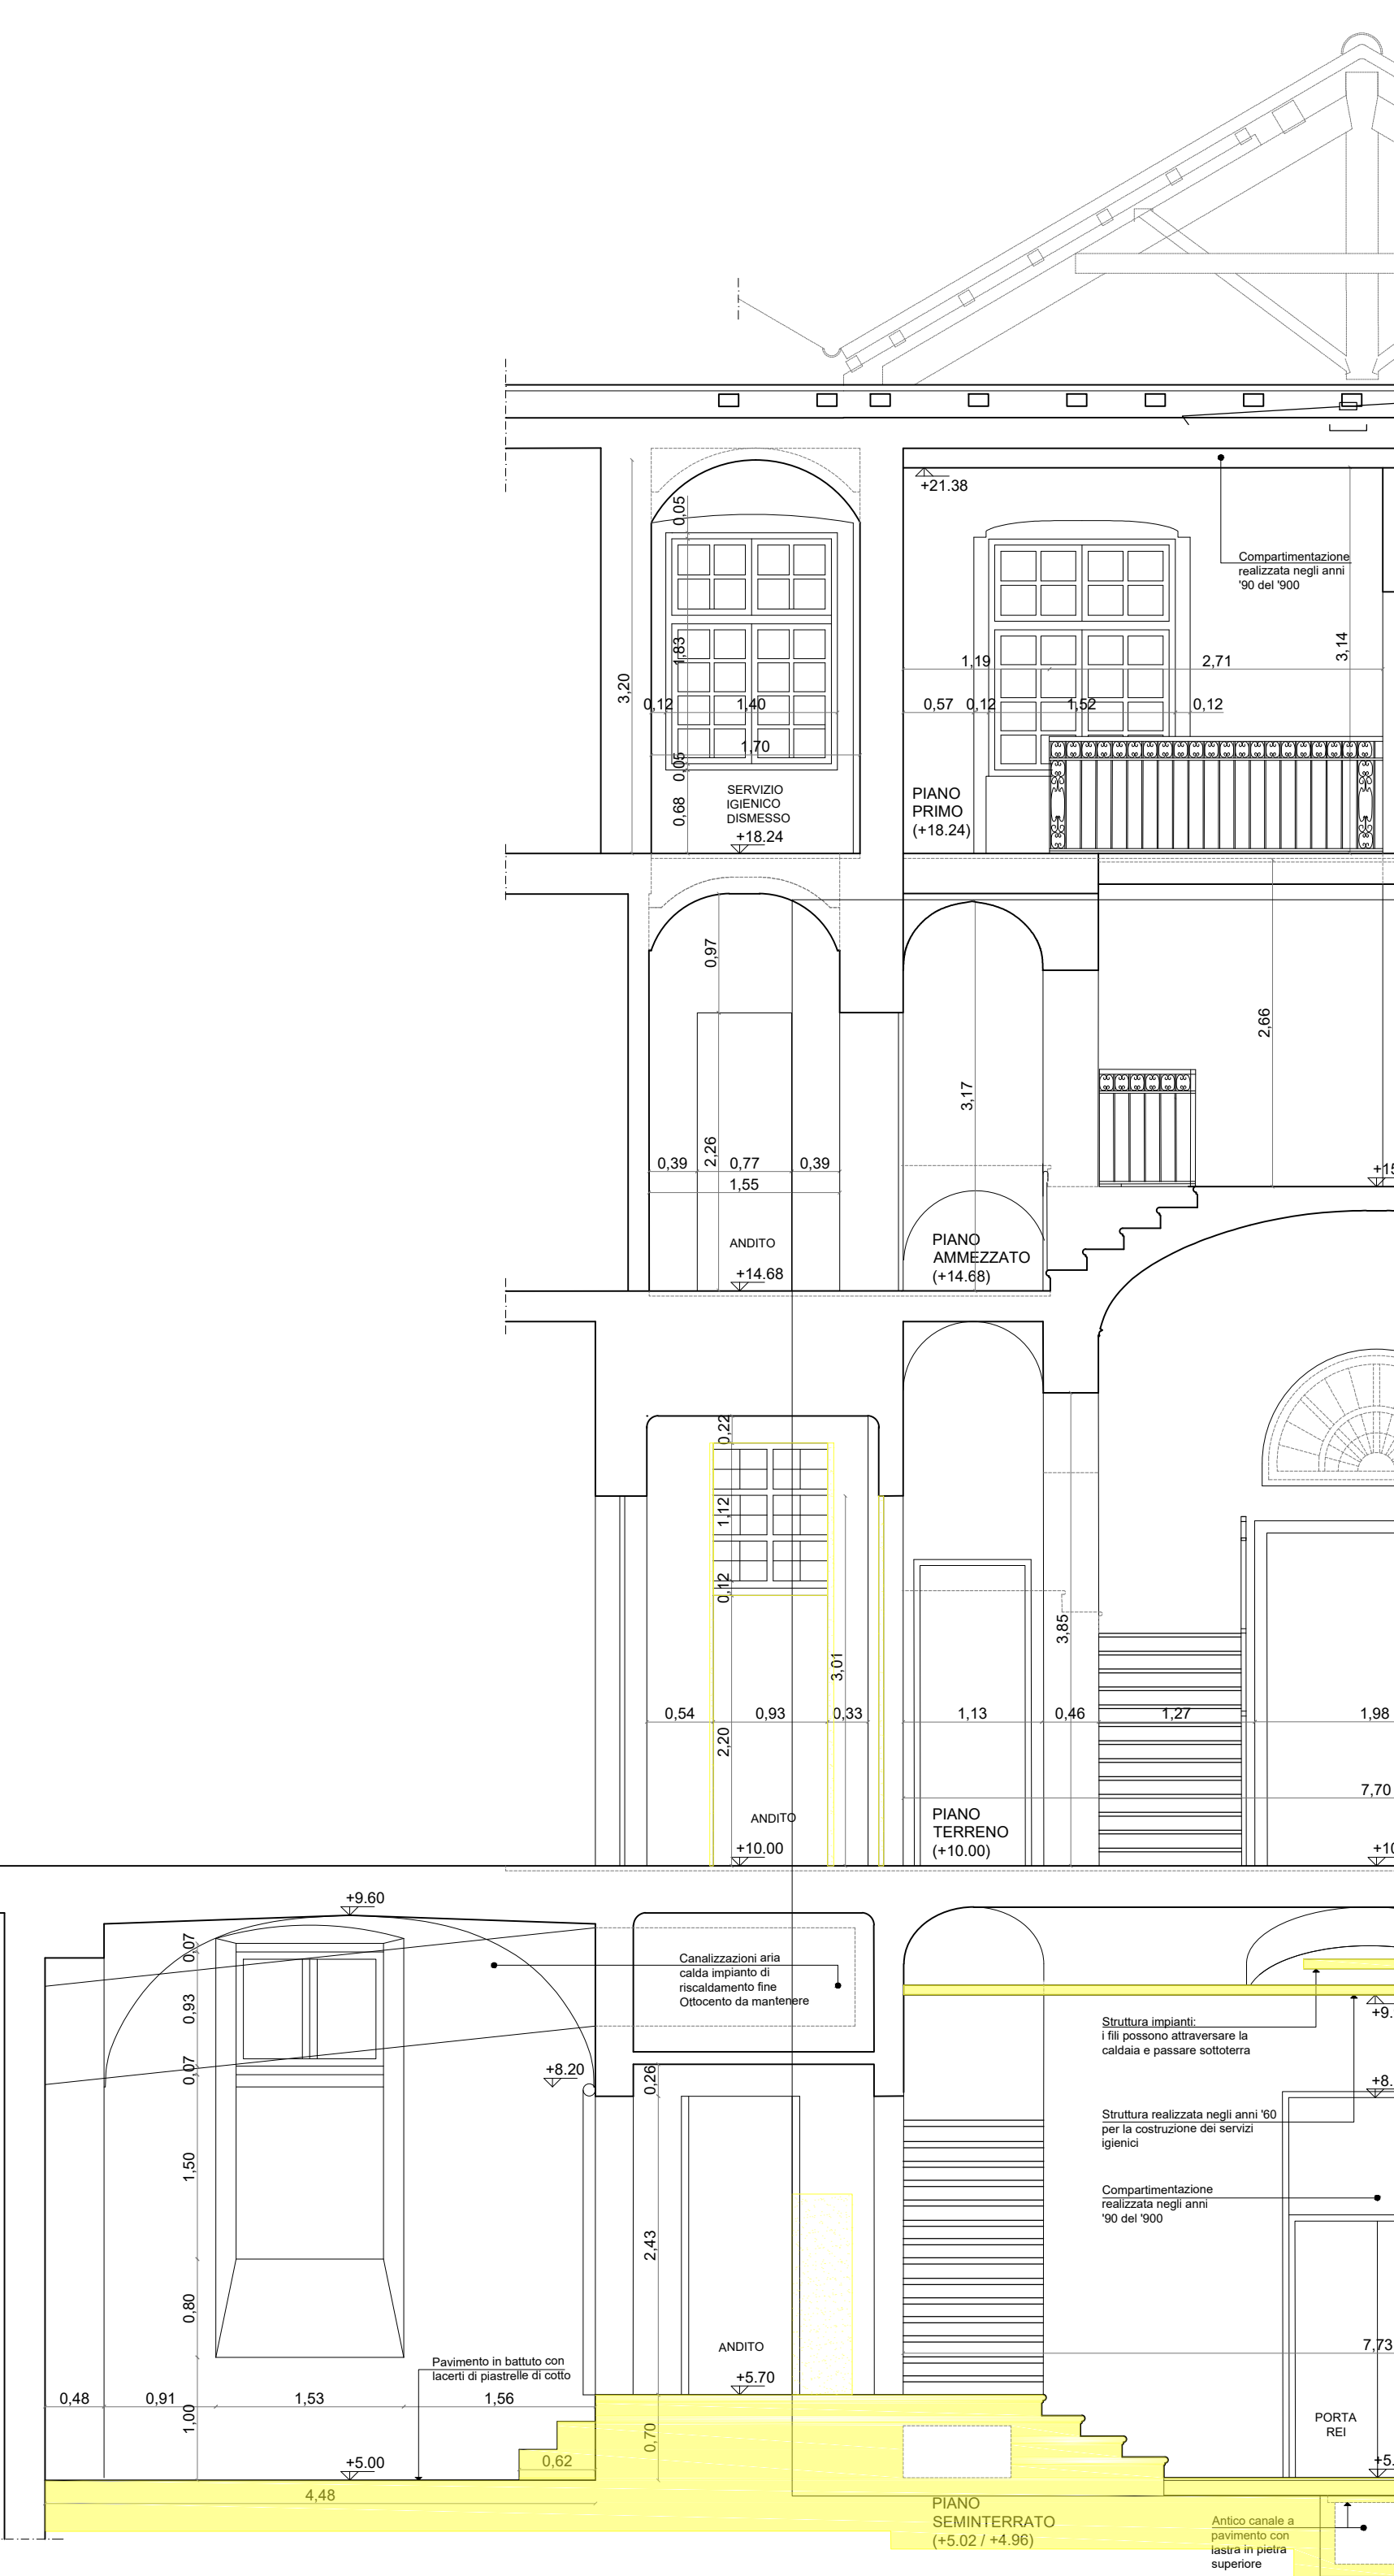 +21.38
0,05
Compartimentazione
realizzata negli anni
'90 del '900
1,83
3,14
1,19
2,71
3,20
0,12
1,40
0,57
0,12
1,52
0,12
1,70
0,05
SERVIZIO
IGIENICO
DISMESSO
+18.24
0,68
PIANO
PRIMO
(+18.24)
0,97
2,66
3,17
2,26
0,39
0,77
0,39
1,55
ANDITO
+14.68
PIANO
AMMEZZATO
(+14.68)
0,22
1,12
0,12
3,85
3,01
0,54
0,93
0,33
1,13
0,46
1,27
1,98
2,20
7,70
ANDITO
+10.00
PIANO
TERRENO
(+10.00)
+9.60
0,07
0,93
0,07
Canalizzazioni aria
calda impianto di
riscaldamento fine
Ottocento da mantenere
+8.20
0,26
Struttura impianti:
i fili possono attraversare la
caldaia e passare sottoterra
+9.
+8.
Struttura realizzata negli anni '60
per la costruzione dei servizi
igienici
1,50
2,43
Compartimentazione
realizzata negli anni
'90 del '900
0,80
ANDITO
+5.70
7,73
Pavimento in battuto con
lacerti di piastrelle di cotto
0,48
0,91
1,53
1,56
1,00
0,70
PORTA
REI
+5.00
0,62
+5.
4,48
PIANO
SEMINTERRATO
(+5.02 / +4.96)
Antico canale a
pavimento con
lastra in pietra
superiore